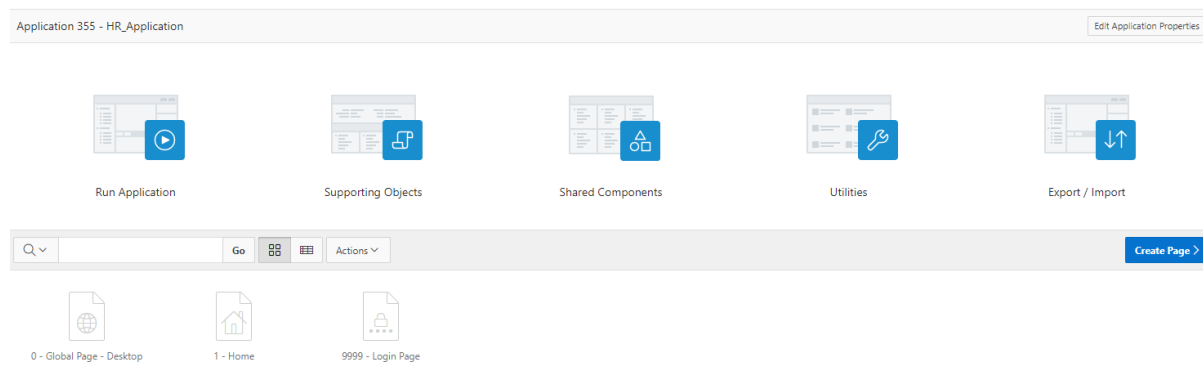 Application 355 - HR_Application
Edit Application Properties
Run Application
Supporting Objects
Shared Components
Utilities
Export / Import
Go
Actions
Create Page
0 - Global Page - Desktop
1 - Home
9999 - Login Page